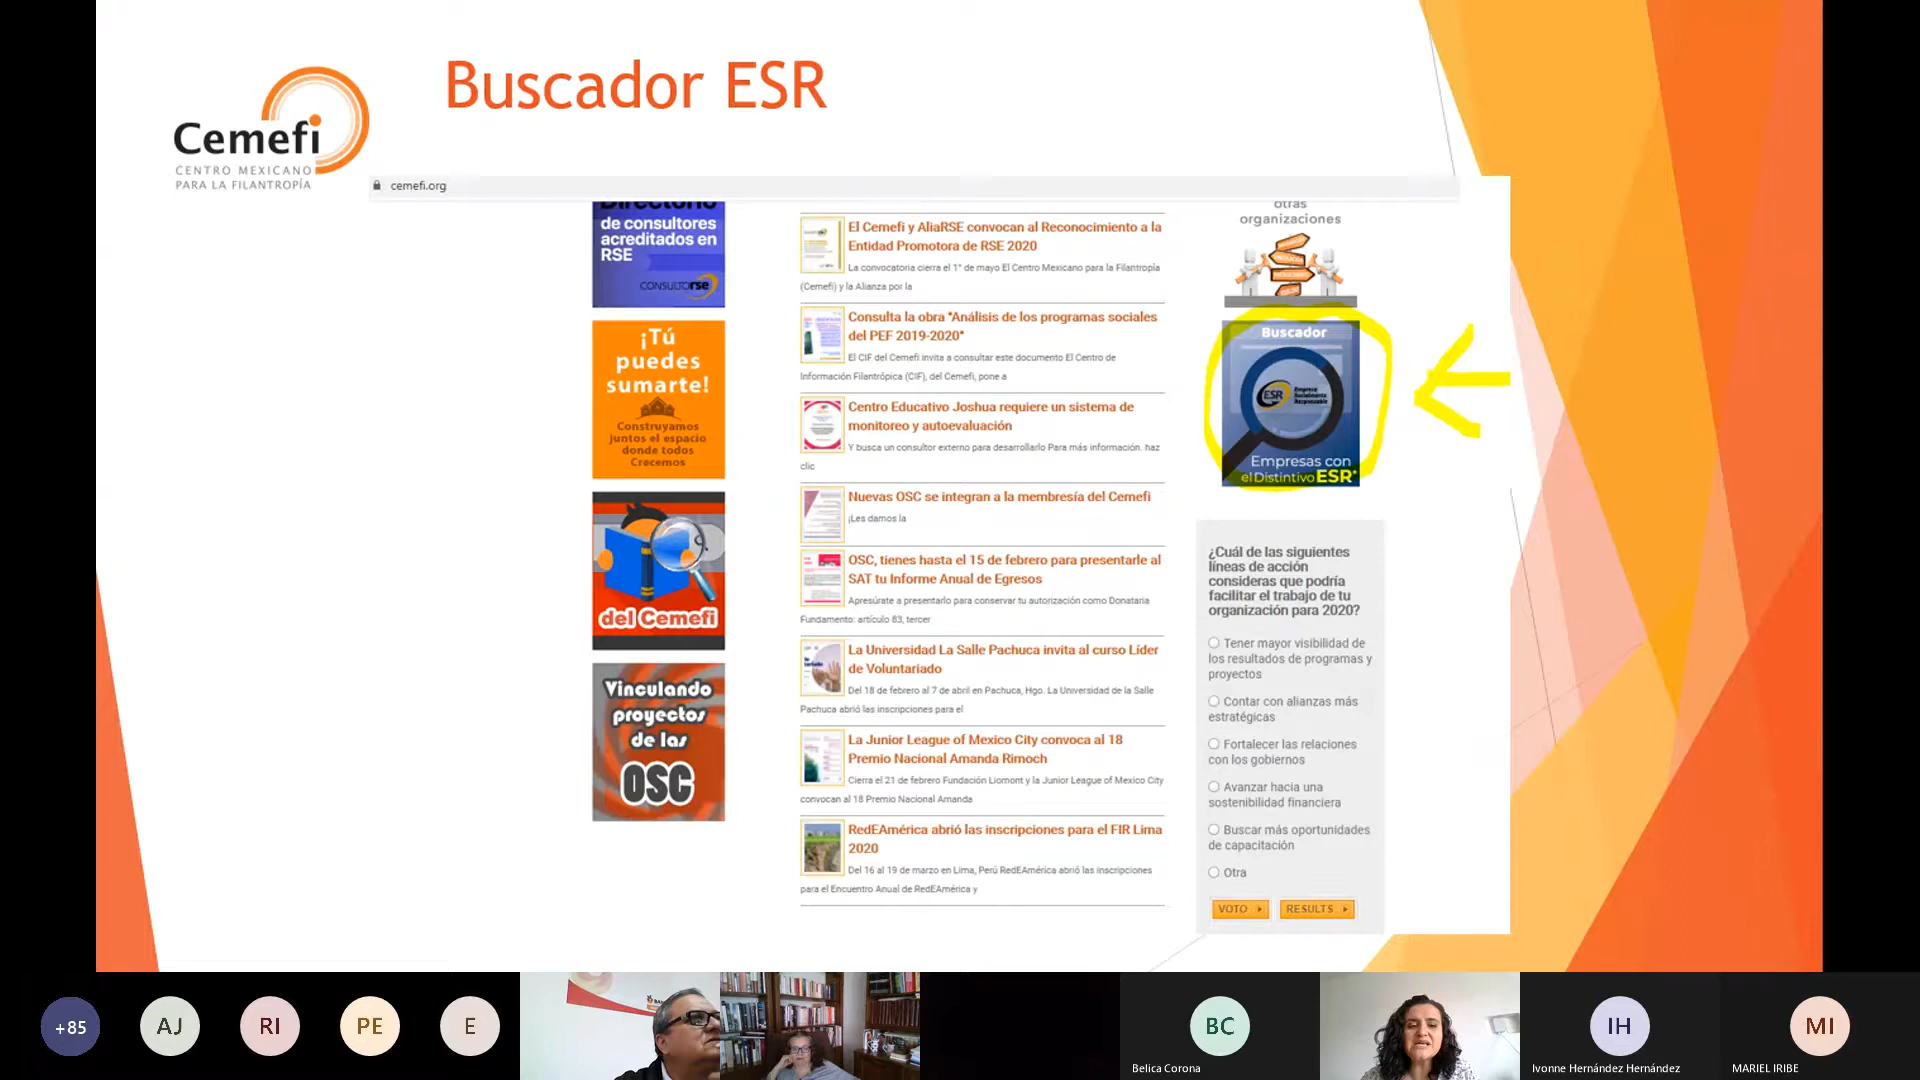 Buscador ESR
Cemefi
CENTRO MEXICANO
PARA LA FILANTROPÍA
cemefi.org
Directorio
de consultores
acreditados en
RSE
CONSULTORSE
¡Tú
puedes
sumarte!
Construyamos
juntos el espacio
donde todos
Crecemos
del Cemefi
Vinculando
proyectos
de las
OSC
El Cemefi y AliaRSE convocan al Reconocimiento a la
Entidad Promotora de RSE 2020
La convocatoria cierra el 1° de mayo El Centro Mexicano para la Filantropía
(Cemefi) y la Alianza por la
Consulta la obra "Análisis de los programas sociales
del PEF 2019-2020"
El CIF del Cemefi invita a consultar este documento El Centro de
Información Filantrópica (CIF), del Cemefi, pone a
Centro Educativo Joshua requiere un sistema de
monitoreo y autoevaluación
Y busca un consultor externo para desarrollarlo Para más información. haz
clic
Nuevas OSC se integran a la membresía del Cemefi
¡Les damos la
OSC, tienes hasta el 15 de febrero para presentarle al
SAT tu Informe Anual de Egresos
Apresúrate a presentarlo para conservar tu autorización como Donataria
Fundamento: artículo 83, tercer
La Universidad La Salle Pachuca invita al curso Líder
de Voluntariado
Del 18 de febrero al 7 de abril en Pachuca, Hgo. La Universidad de la Salle
Pachuca abrió las inscripciones para el
La Junior League of Mexico City convoca al 18
Premio Nacional Amanda Rimoch
Cierra el 21 de febrero Fundación Liomont y la Junior League of Mexico City
convocan al 18 Premio Nacional Amanda
RedEAmérica abrió las inscripciones para el FIR Lima
2020
Del 16 al 19 de marzo en Lima, Perú RedEAmérica abrió las inscripciones
para el Encuentro Anual de RedEAmérica y
otras
organizaciones
Buscador
ESR
Empresa
Socialmente
Responsable
Empresas con
el Distintivo ESR®
¿Cuál de las siguientes
líneas de acción
consideras que podría
facilitar el trabajo de tu
organización para 2020?
Tener mayor visibilidad de
los resultados de programas y
proyectos
Contar con alianzas más
estratégicas
Fortalecer las relaciones
con los gobiernos
Avanzar hacia una
sostenibilidad financiera
Buscar más oportunidades
de capacitación
Otra
VOTO
RESULTS
+85
AJ
RI
PE
E
BC
Belica Corona
IH
Ivonne Hernández Hernández
MI
MARIEL IRIBE